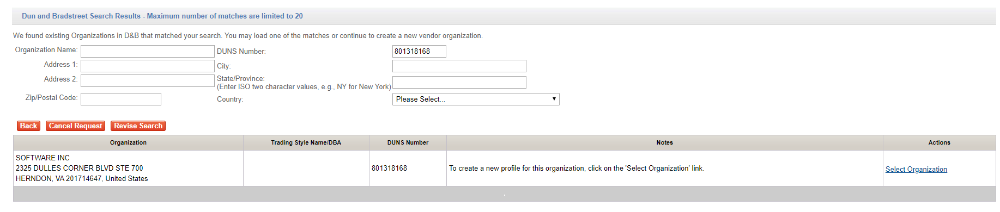 Dun and Bradstreet Search Results - Maximum number of matches are limited to 20
We found existing Organizations in D&B that matched your search. You may load one of the matches or continue to create a new vendor organization.
Organization Name:
DUNS Number: 801318168
Address 1:
City:
Address 2:
State/Province:
(Enter ISO two character values, e.g., NY for New York)
Zip/Postal Code:
Country: Please Select...
Back Cancel Request Revise Search
Organization Trading Style Name/DBA DUNS Number Notes Actions
SOFTWARE INC
2325 DULLES CORNER BLVD STE 700
HERNDON, VA 201714647, United States
801318168
To create a new profile for this organization, click on the 'Select Organization' link.
Select Organization